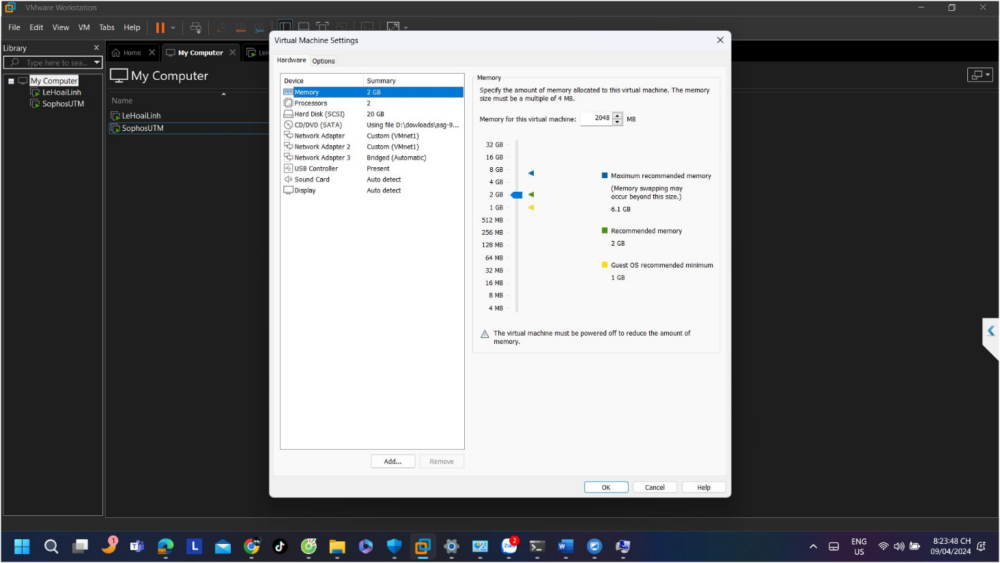 VMware Workstation
File Edit View VM Tabs Help
Library
Home My Computer LeH
Type here to sea...
My Computer
LeHoaiLinh
SophosUTM
My Computer
Name
LeHoaiLinh
SophosUTM
Virtual Machine Settings
Hardware Options
Device Summary
Memory 2 GB
Processors 2
Hard Disk (SCSI) 20 GB
CD/DVD (SATA) Using file D:\dowloads\asg-9...
Network Adapter Custom (VMnet1)
Network Adapter 2 Custom (VMnet1)
Network Adapter 3 Bridged (Automatic)
USB Controller Present
Sound Card Auto detect
Display Auto detect
Add... Remove
Memory
Specify the amount of memory allocated to this virtual machine. The memory
size must be a multiple of 4 MB.
Memory for this virtual machine: 2048 MB
32 GB
16 GB
8 GB
4 GB
2 GB
1 GB
512 MB
256 MB
128 MB
64 MB
32 MB
16 MB
8 MB
4 MB
Maximum recommended memory
(Memory swapping may
occur beyond this size.)
6.1 GB
Recommended memory
2 GB
Guest OS recommended minimum
1 GB
The virtual machine must be powered off to reduce the amount of
memory.
OK Cancel Help
1
L
Zalo
2
W
ENG
US
8:23:48 CH
09/04/2024